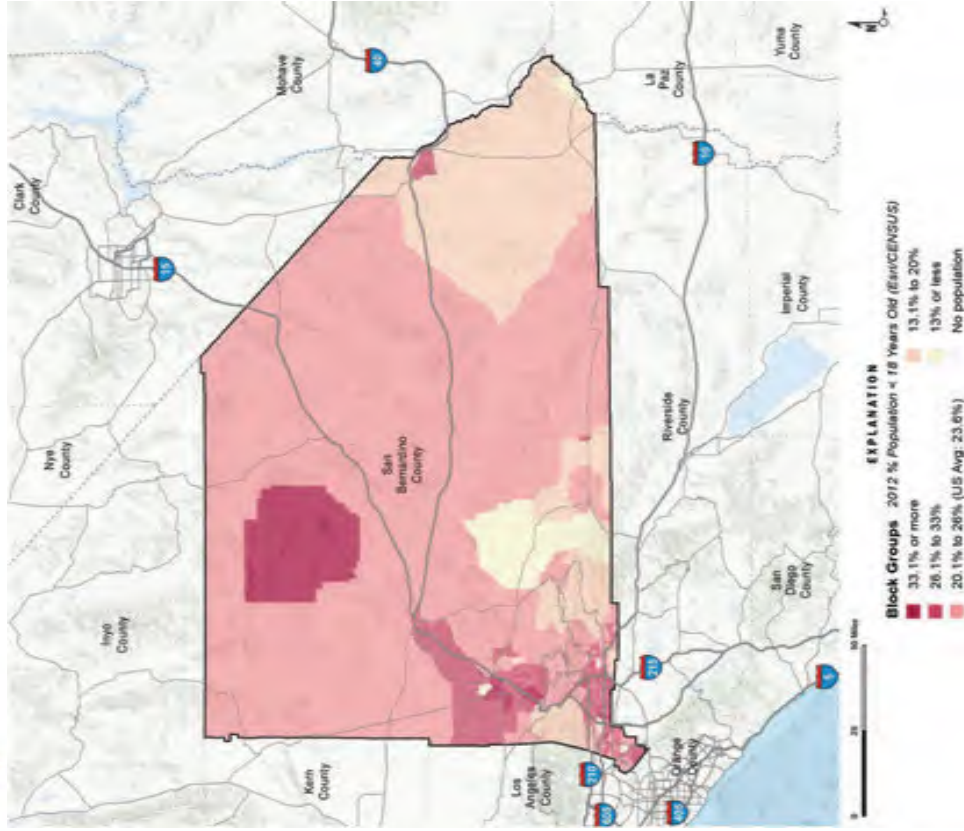 Clark
County
Nye
County
Inyo
County
Mohave
County
Kern
County
San
Bernardino
County
Los
Angeles
County
Orange
County
Riverside
County
San
Diego
County
Imperial
County
La
Paz
County
Yuma
County
15
40
10
210
605
405
215
5
N
0
25
50 Miles
EXPLANATION
Block Groups 2012 % Population < 18 Years Old (Esri/CENSUS)
33.1% or more
26.1% to 33%
20.1% to 26% (US Avg: 23.6%)
13.1% to 20%
13% or less
No population